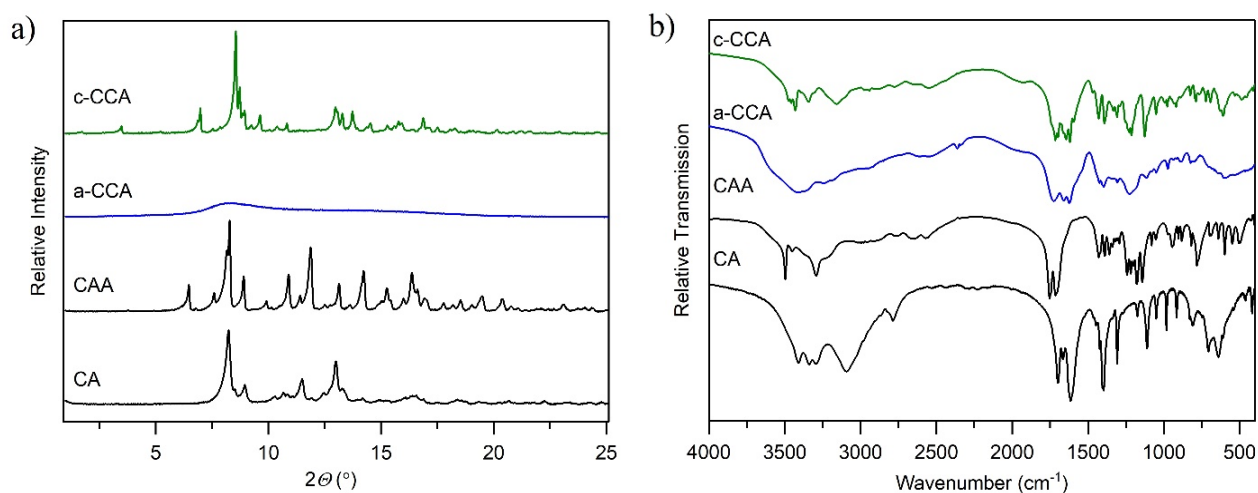 a)
c-CCA
a-CCA
CAA
CA
Relative Intensity
5 10 15 20 25
2Θ (°)
b)
c-CCA
a-CCA
CAA
CA
Relative Transmission
4000 3500 3000 2500 2000 1500 1000 500
Wavenumber (cm⁻¹)